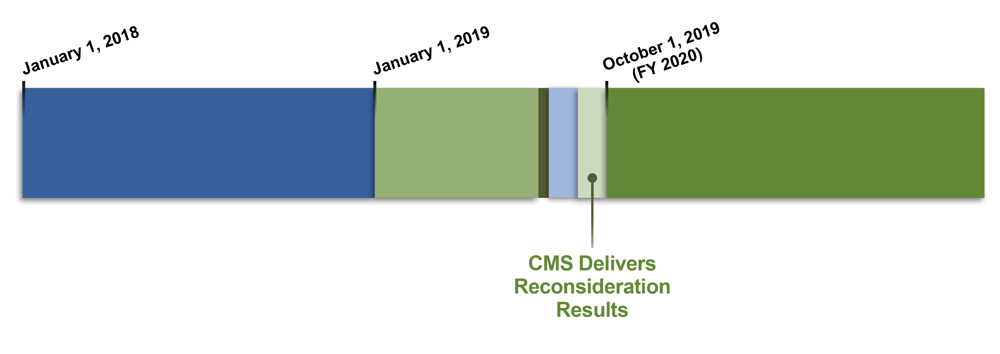 January 1, 2018
January 1, 2019
October 1, 2019
(FY 2020)
CMS Delivers
Reconsideration
Results